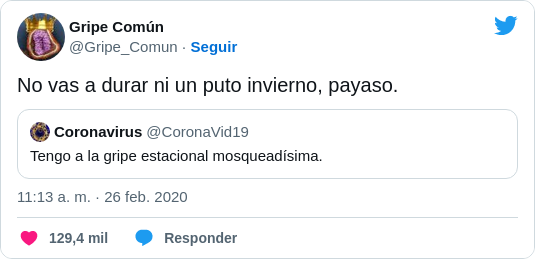 Gripe Común
@Gripe_Comun · Seguir
No vas a durar ni un puto invierno, payaso.
Coronavirus @CoronaVid19
Tengo a la gripe estacional mosqueadísima.
11:13 a. m. · 26 feb. 2020
129,4 mil Responder